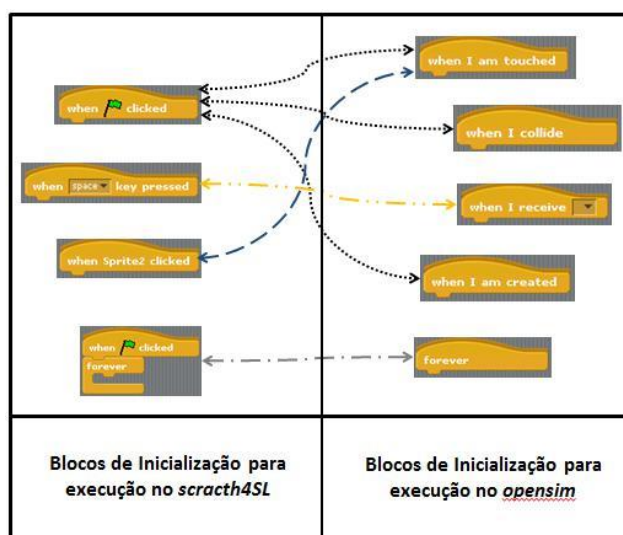 when clicked
when space key pressed
when Sprite2 clicked
when clicked
forever
when I am touched
when I collide
when I receive
when I am created
forever
Blocos de Inicialização para
execução no scracth4SL
Blocos de Inicialização para
execução no opensim